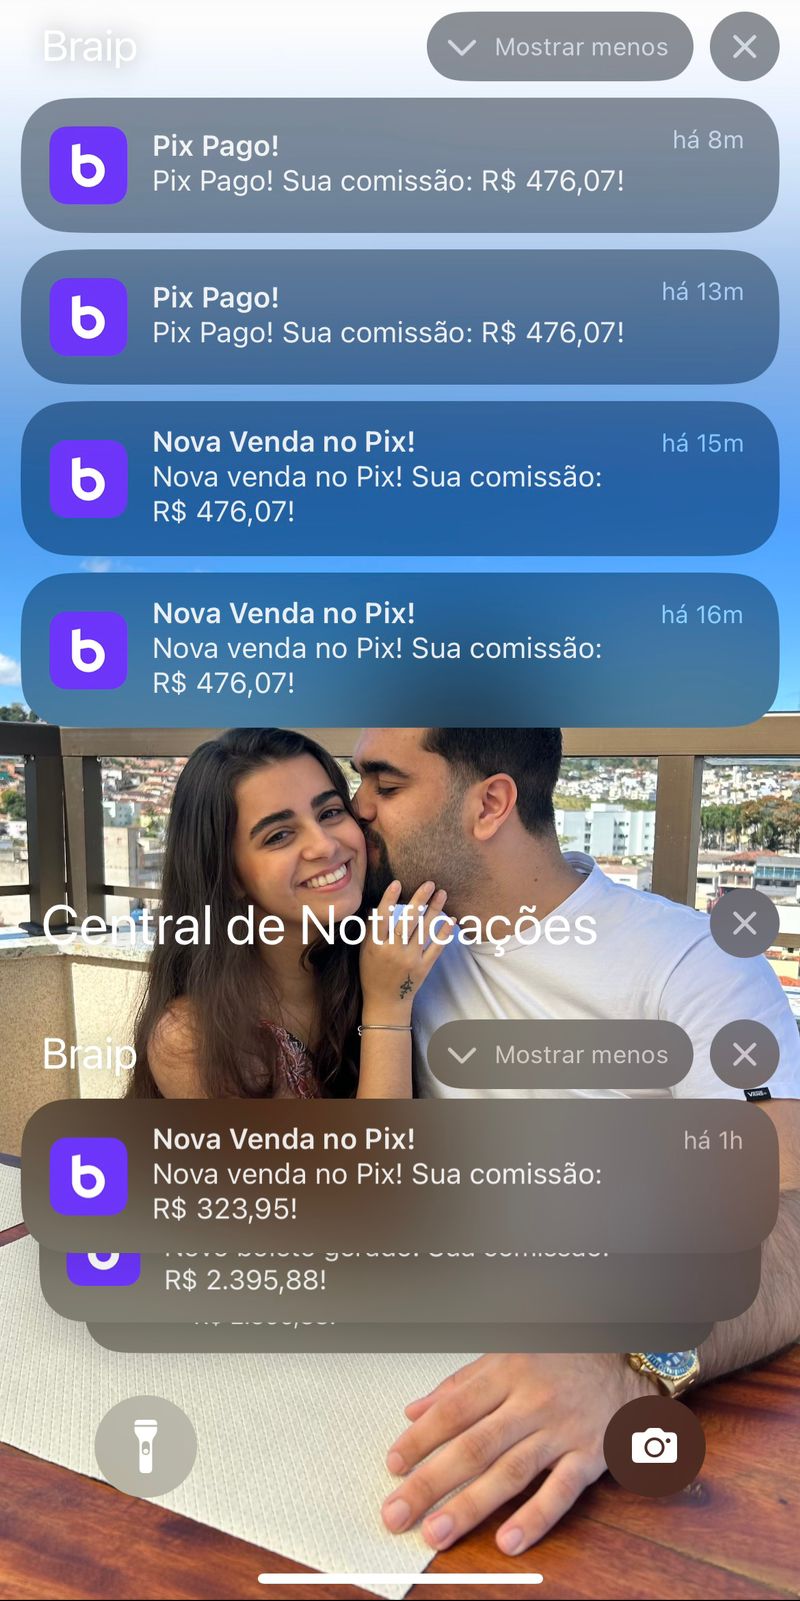 Braip
Mostrar menos
Pix Pago!
há 8m
Pix Pago! Sua comissão: R$ 476,07!
Pix Pago!
há 13m
Pix Pago! Sua comissão: R$ 476,07!
Nova Venda no Pix!
há 15m
Nova venda no Pix! Sua comissão:
R$ 476,07!
Nova Venda no Pix!
há 16m
Nova venda no Pix! Sua comissão:
R$ 476,07!
Central de Notificações
Braip
Mostrar menos
Nova Venda no Pix!
há 1h
Nova venda no Pix! Sua comissão:
R$ 323,95!
R$ 2.395,88!